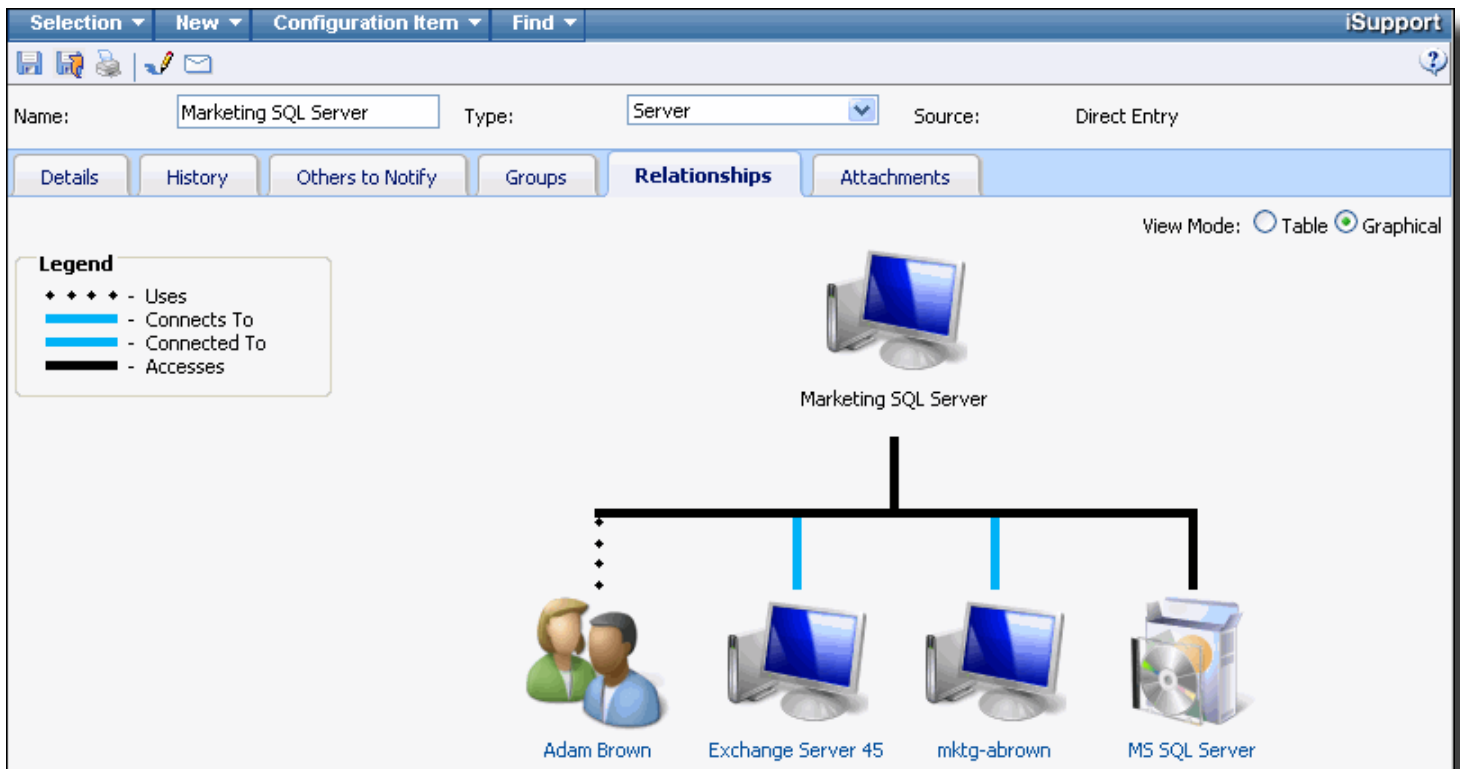 Selection New Configuration Item Find iSupport
Name: Marketing SQL Server Type: Server Source: Direct Entry
Details History Others to Notify Groups Relationships Attachments
View Mode: Table Graphical
Legend
- Uses
- Connects To
- Connected To
- Accesses
Marketing SQL Server
Adam Brown Exchange Server 45 mktg-abrown MS SQL Server